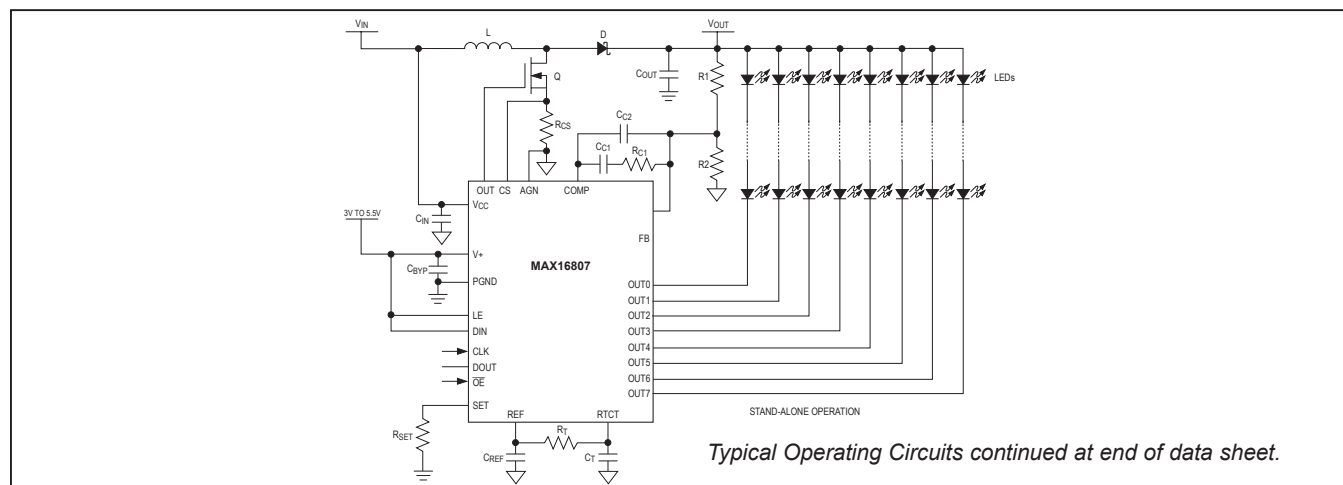 VIN
L
D
VOUT
Q
COUT
R1
LEDs
RCS
CC2
CC1
RC1
R2
OUT
CS
AGN
COMP
VCC
CIN
3V TO 5.5V
V+
FB
CBYP
MAX16807
PGND
OUT0
OUT1
LE
OUT2
DIN
OUT3
CLK
OUT4
DOUT
OUT5
OE
OUT6
OUT7
SET
REF
RTCT
STAND-ALONE OPERATION
RSET
RT
CREF
CT
Typical Operating Circuits continued at end of data sheet.